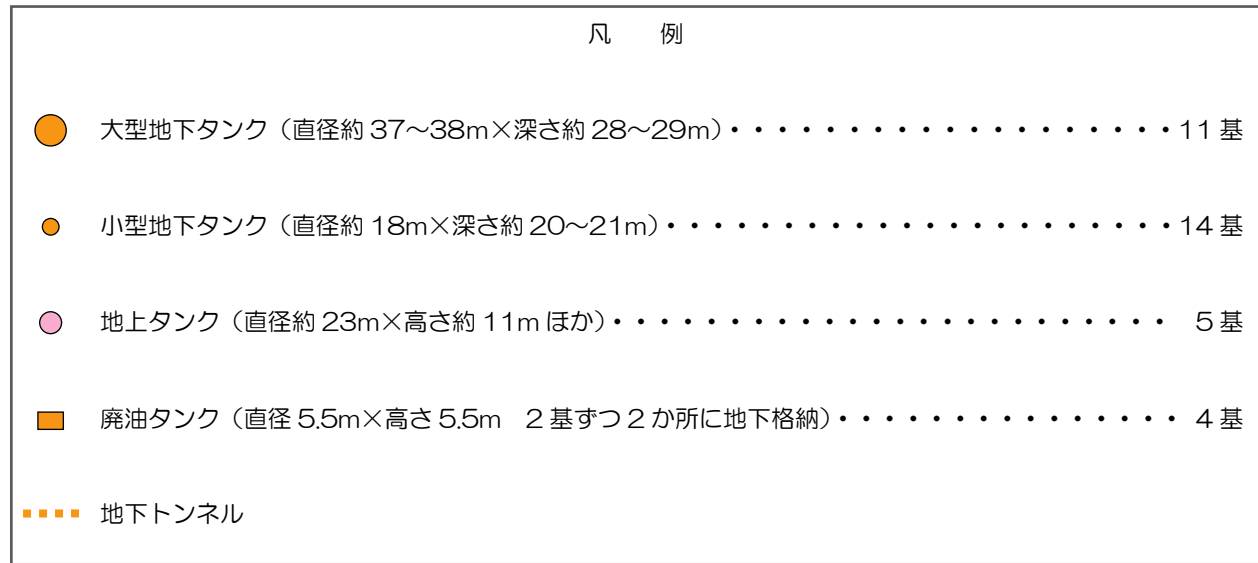 凡　例
大型地下タンク（直径約 37～38m×深さ約 28～29m）・・・・・・・・・・・・・・・・・・・11 基
小型地下タンク（直径約 18m×深さ約 20～21m）・・・・・・・・・・・・・・・・・・・・・・14 基
地上タンク（直径約 23m×高さ約 11m ほか）・・・・・・・・・・・・・・・・・・・・・・・・　5 基
廃油タンク（直径 5.5m×高さ 5.5m　2 基ずつ 2 か所に地下格納）・・・・・・・・・・・・・・・ 4 基
地下トンネル